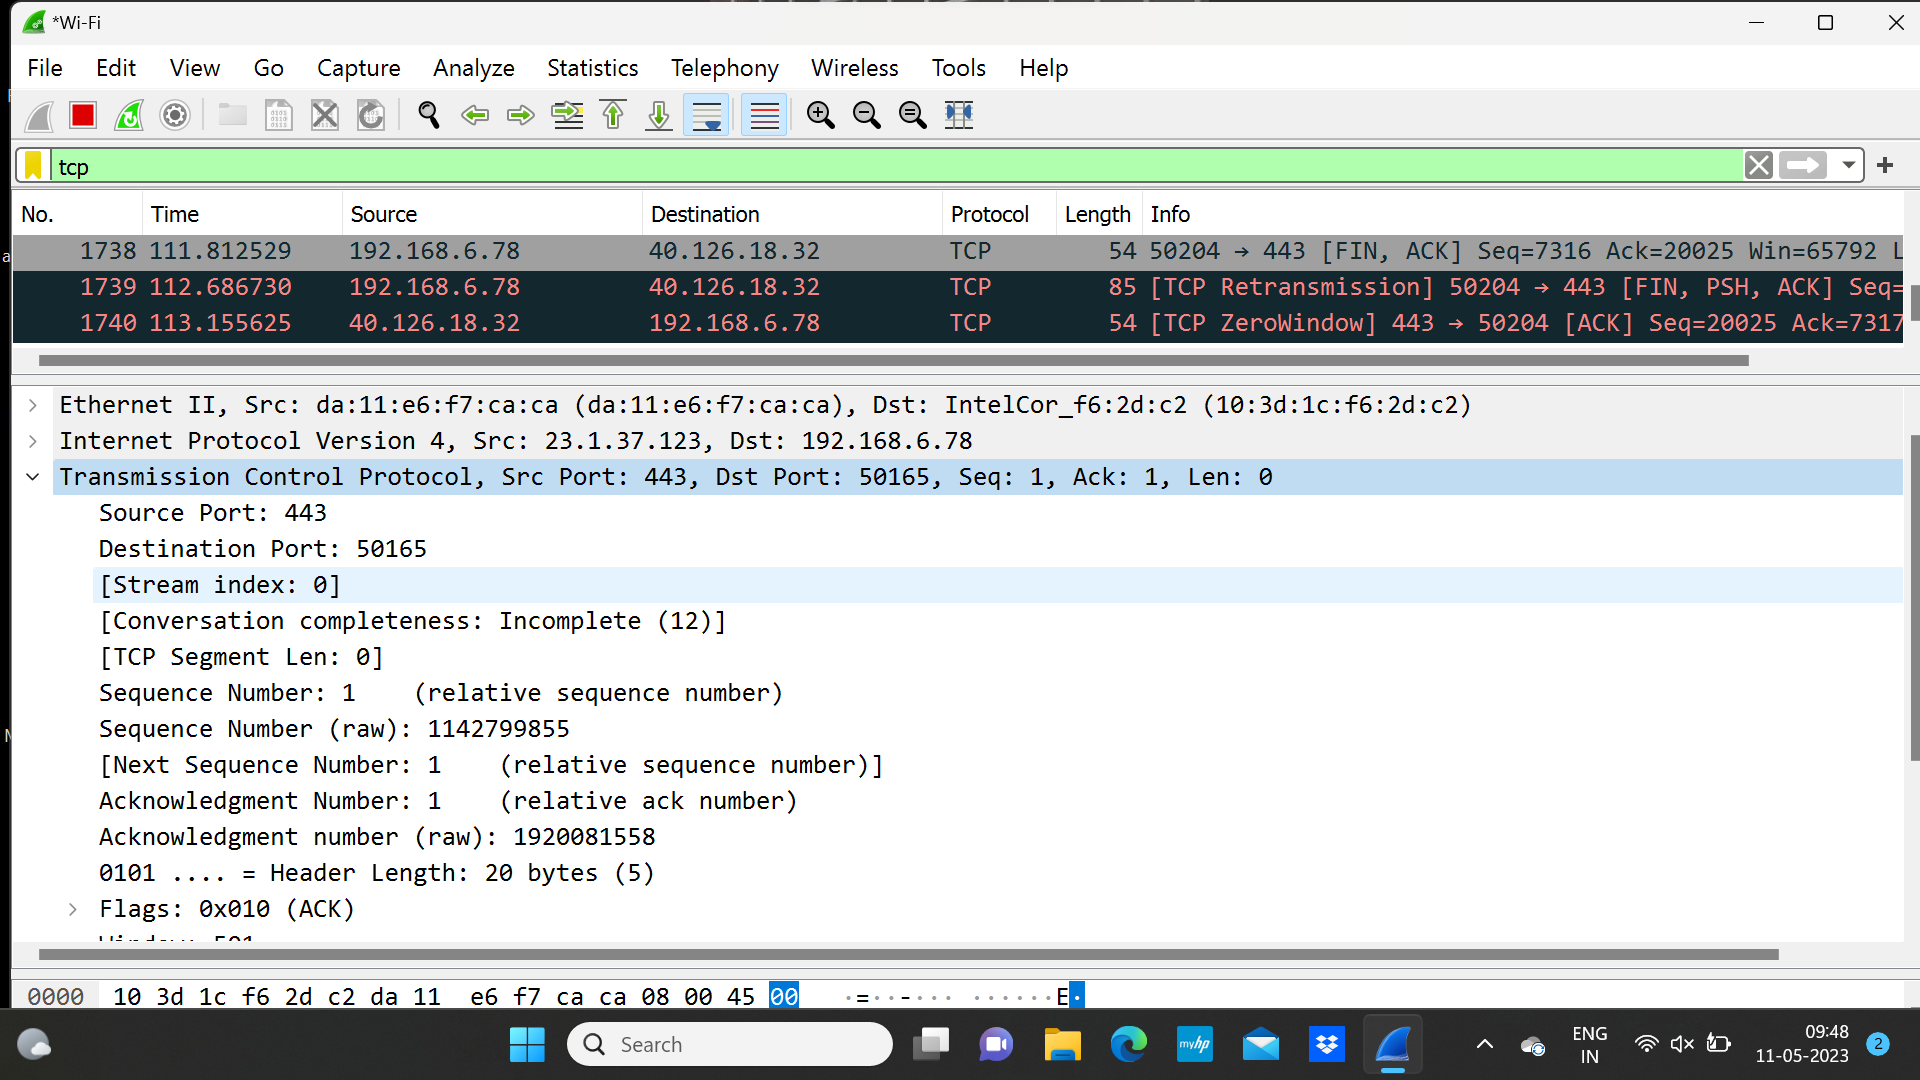 *Wi-Fi
File Edit View Go Capture Analyze Statistics Telephony Wireless Tools Help
tcp
No. Time Source Destination Protocol Length Info
1738 111.812529 192.168.6.78 40.126.18.32 TCP 54 50204 → 443 [FIN, ACK] Seq=7316 Ack=20025 Win=65792 L
1739 112.686730 192.168.6.78 40.126.18.32 TCP 85 [TCP Retransmission] 50204 → 443 [FIN, PSH, ACK] Seq=
1740 113.155625 40.126.18.32 192.168.6.78 TCP 54 [TCP ZeroWindow] 443 → 50204 [ACK] Seq=20025 Ack=7317
Ethernet II, Src: da:11:e6:f7:ca:ca (da:11:e6:f7:ca:ca), Dst: IntelCor_f6:2d:c2 (10:3d:1c:f6:2d:c2)
Internet Protocol Version 4, Src: 23.1.37.123, Dst: 192.168.6.78
Transmission Control Protocol, Src Port: 443, Dst Port: 50165, Seq: 1, Ack: 1, Len: 0
Source Port: 443
Destination Port: 50165
[Stream index: 0]
[Conversation completeness: Incomplete (12)]
[TCP Segment Len: 0]
Sequence Number: 1 (relative sequence number)
Sequence Number (raw): 1142799855
[Next Sequence Number: 1 (relative sequence number)]
Acknowledgment Number: 1 (relative ack number)
Acknowledgment number (raw): 1920081558
0101 .... = Header Length: 20 bytes (5)
Flags: 0x010 (ACK)
Window: 501
0000 10 3d 1c f6 2d c2 da 11 e6 f7 ca ca 08 00 45 00 ·=··-··· ······E·
Search
myhp
ENG
IN
09:48
11-05-2023
2